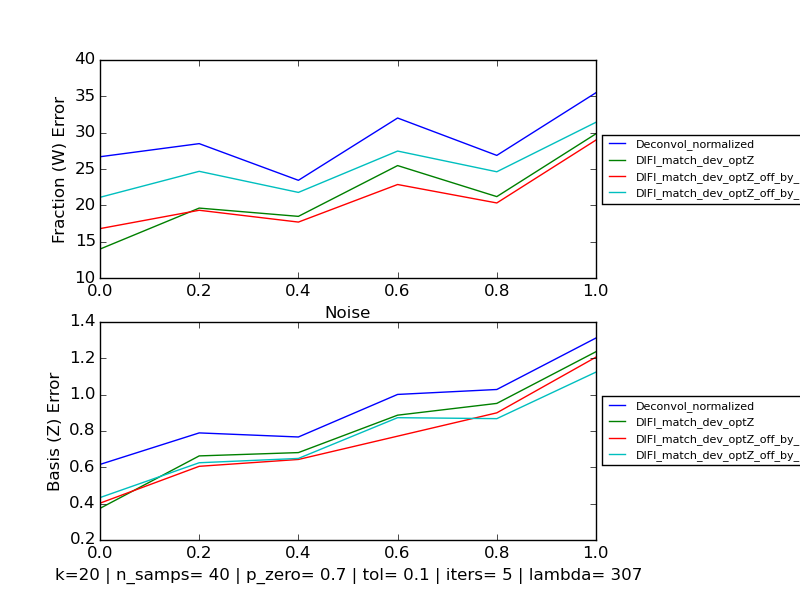 40
35
30
25
20
15
10
Fraction (W) Error
0.0 0.2 0.4 0.6 0.8 1.0
Noise
Deconvol_normalized
DIFI_match_dev_optZ
DIFI_match_dev_optZ_off_by_
DIFI_match_dev_optZ_off_by_
1.4
1.2
1.0
0.8
0.6
0.4
0.2
Basis (Z) Error
0.0 0.2 0.4 0.6 0.8 1.0
Deconvol_normalized
DIFI_match_dev_optZ
DIFI_match_dev_optZ_off_by_
DIFI_match_dev_optZ_off_by_
k=20 | n_samps= 40 | p_zero= 0.7 | tol= 0.1 | iters= 5 | lambda= 307